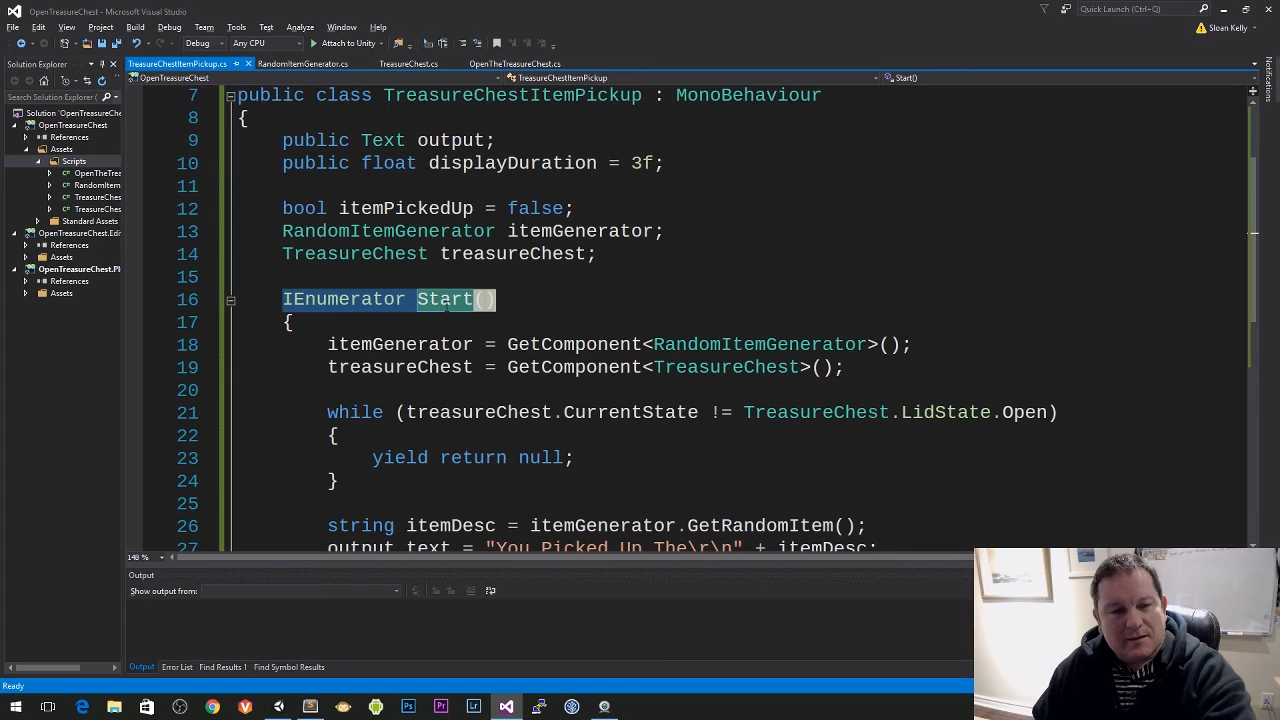 OpenTreasureChest - Microsoft Visual Studio
Quick Launch (Ctrl+Q)
File Edit View Project Build Debug Team Tools Test Analyze Window Help
Sloan Kelly
Debug Any CPU Attach to Unity
Solution Explorer
TreasureChestItemPickup.cs RandomItemGenerator.cs TreasureChest.cs OpenTheTreasureChest.cs
OpenTreasureChest TreasureChestItemPickup Start()
Notifications
Search Solution Explorer
Solution 'OpenTreasureChe
OpenTreasureChest
References
Assets
Scripts
OpenTheTrea
RandomItem
TreasureChes
TreasureChes
Standard Assets
OpenTreasureChest.Edi
References
Assets
OpenTreasureChest.Pl
References
Assets
7 public class TreasureChestItemPickup : MonoBehaviour
8 {
9 public Text output;
10 public float displayDuration = 3f;
11
12 bool itemPickedUp = false;
13 RandomItemGenerator itemGenerator;
14 TreasureChest treasureChest;
15
16 IEnumerator Start()
17 {
18 itemGenerator = GetComponent<RandomItemGenerator>();
19 treasureChest = GetComponent<TreasureChest>();
20
21 while (treasureChest.CurrentState != TreasureChest.LidState.Open)
22 {
23 yield return null;
24 }
25
26 string itemDesc = itemGenerator.GetRandomItem();
27 output.text = "You Picked Up The\r\n" + itemDesc;
148 %
Output
Show output from:
Output Error List Find Results 1 Find Symbol Results
Ready